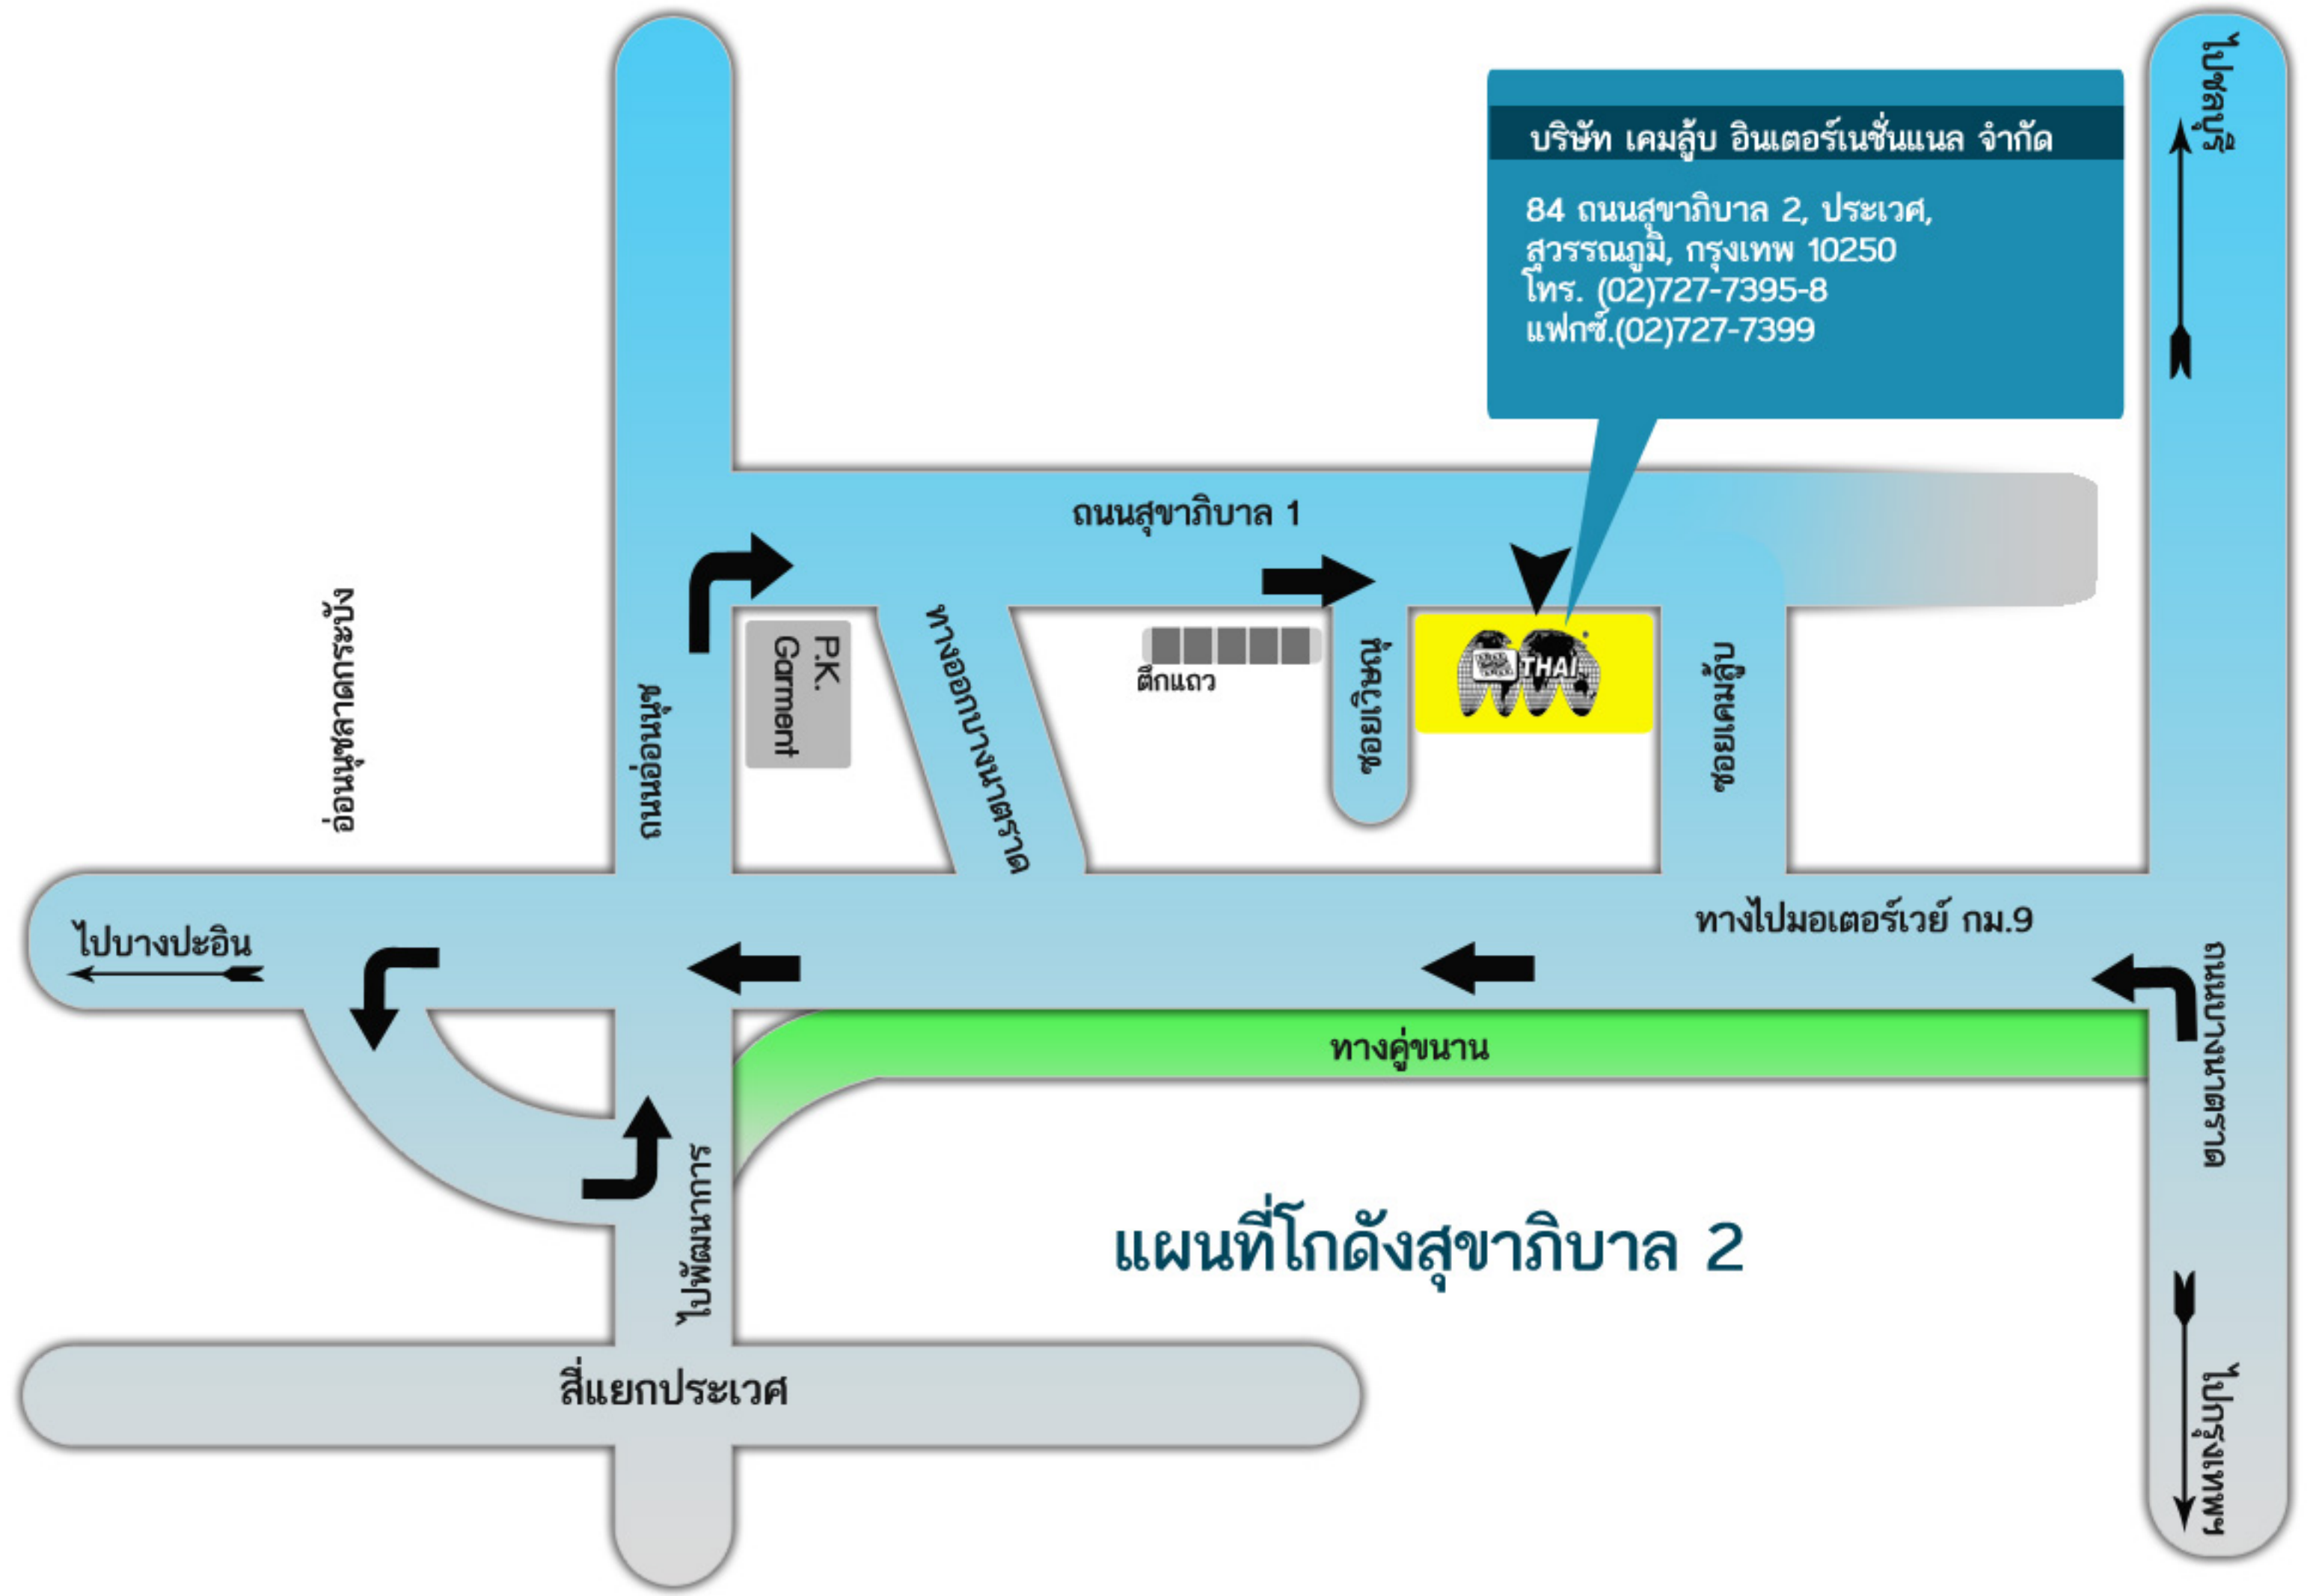 ไปชลบุรี
บริษัท เคมลู้บ อินเตอร์เนชั่นแนล จำกัด
84 ถนนสุขาภิบาล 2, ประเวศ,
สุวรรณภูมิ, กรุงเทพ 10250
โทร. (02)727-7395-8
แฟกซ์.(02)727-7399
ถนนสุขาภิบาล 1
อ่อนนุชลาดกระบัง
ถนนอ่อนนุช
P.K.
Garment
ทางออกบางนาตราด
ตึกแถว
THAI
ซอยเคมลู้บ
ไปบางปะอิน
ทางไปมอเตอร์เวย์ กม.9
ถนนบางนาตราด
ทางคู่ขนาน
ไปพัฒนาการ
แผนที่โกดังสุขาภิบาล 2
สี่แยกประเวศ
ไปกรุงเทพฯ